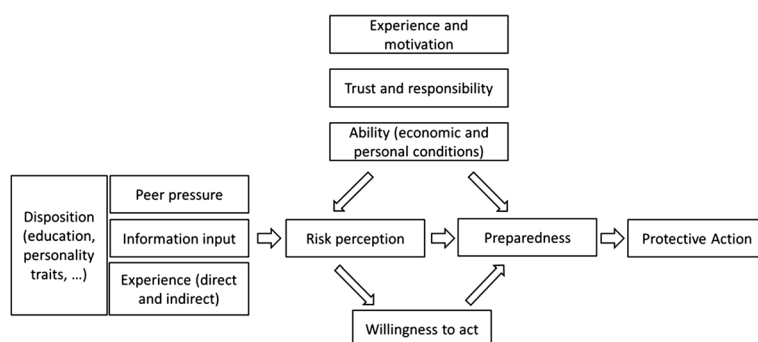 Experience and
motivation
Trust and responsibility
Ability (economic and
personal conditions)
Disposition
(education,
personality
traits, …)
Peer pressure
Information input
Experience (direct
and indirect)
Risk perception
Preparedness
Protective Action
Willingness to act